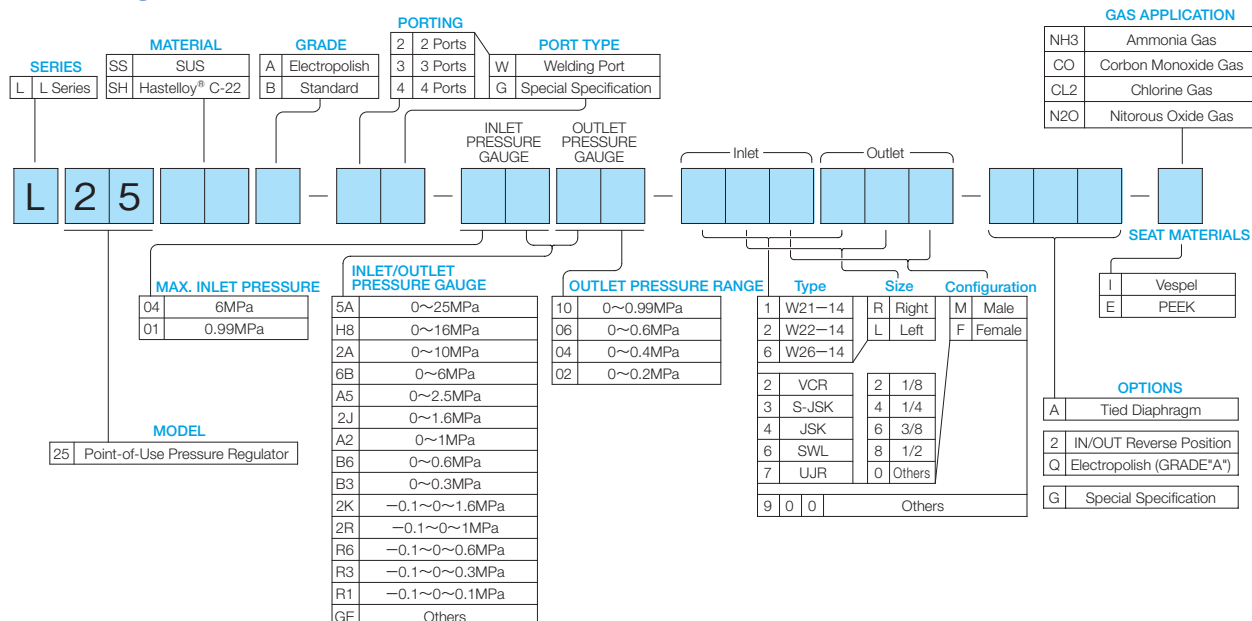 GAS APPLICATION
NH3 Ammonia Gas
CO Corbon Monoxide Gas
CL2 Chlorine Gas
N2O Nitorous Oxide Gas
PORTING
2 2 Ports
3 3 Ports
4 4 Ports
PORT TYPE
W Welding Port
G Special Specification
GRADE
A Electropolish
B Standard
MATERIAL
SS SUS
SH Hastelloy® C-22
SERIES
L L Series
INLET
PRESSURE
GAUGE
OUTLET
PRESSURE
GAUGE
Inlet
Outlet
L 2 5 — — — —
SEAT MATERIALS
I Vespel
E PEEK
MAX. INLET PRESSURE
04 6MPa
01 0.99MPa
INLET/OUTLET
PRESSURE GAUGE
5A 0～25MPa
H8 0～16MPa
2A 0～10MPa
6B 0～6MPa
A5 0～2.5MPa
2J 0～1.6MPa
A2 0～1MPa
B6 0～0.6MPa
B3 0～0.3MPa
2K －0.1～0～1.6MPa
2R －0.1～0～1MPa
R6 －0.1～0～0.6MPa
R3 －0.1～0～0.3MPa
R1 －0.1～0～0.1MPa
GF Others
OUTLET PRESSURE RANGE
10 0～0.99MPa
06 0～0.6MPa
04 0～0.4MPa
02 0～0.2MPa
Type
1 W21－14
2 W22－14
6 W26－14
Size
R Right
L Left
Configuration
M Male
F Female
2 VCR
3 S-JSK
4 JSK
6 SWL
7 UJR
2 1/8
4 1/4
6 3/8
8 1/2
0 Others
9 0 0 Others
OPTIONS
A Tied Diaphragm
2 IN/OUT Reverse Position
Q Electropolish (GRADE"A")
G Special Specification
MODEL
25 Point-of-Use Pressure Regulator